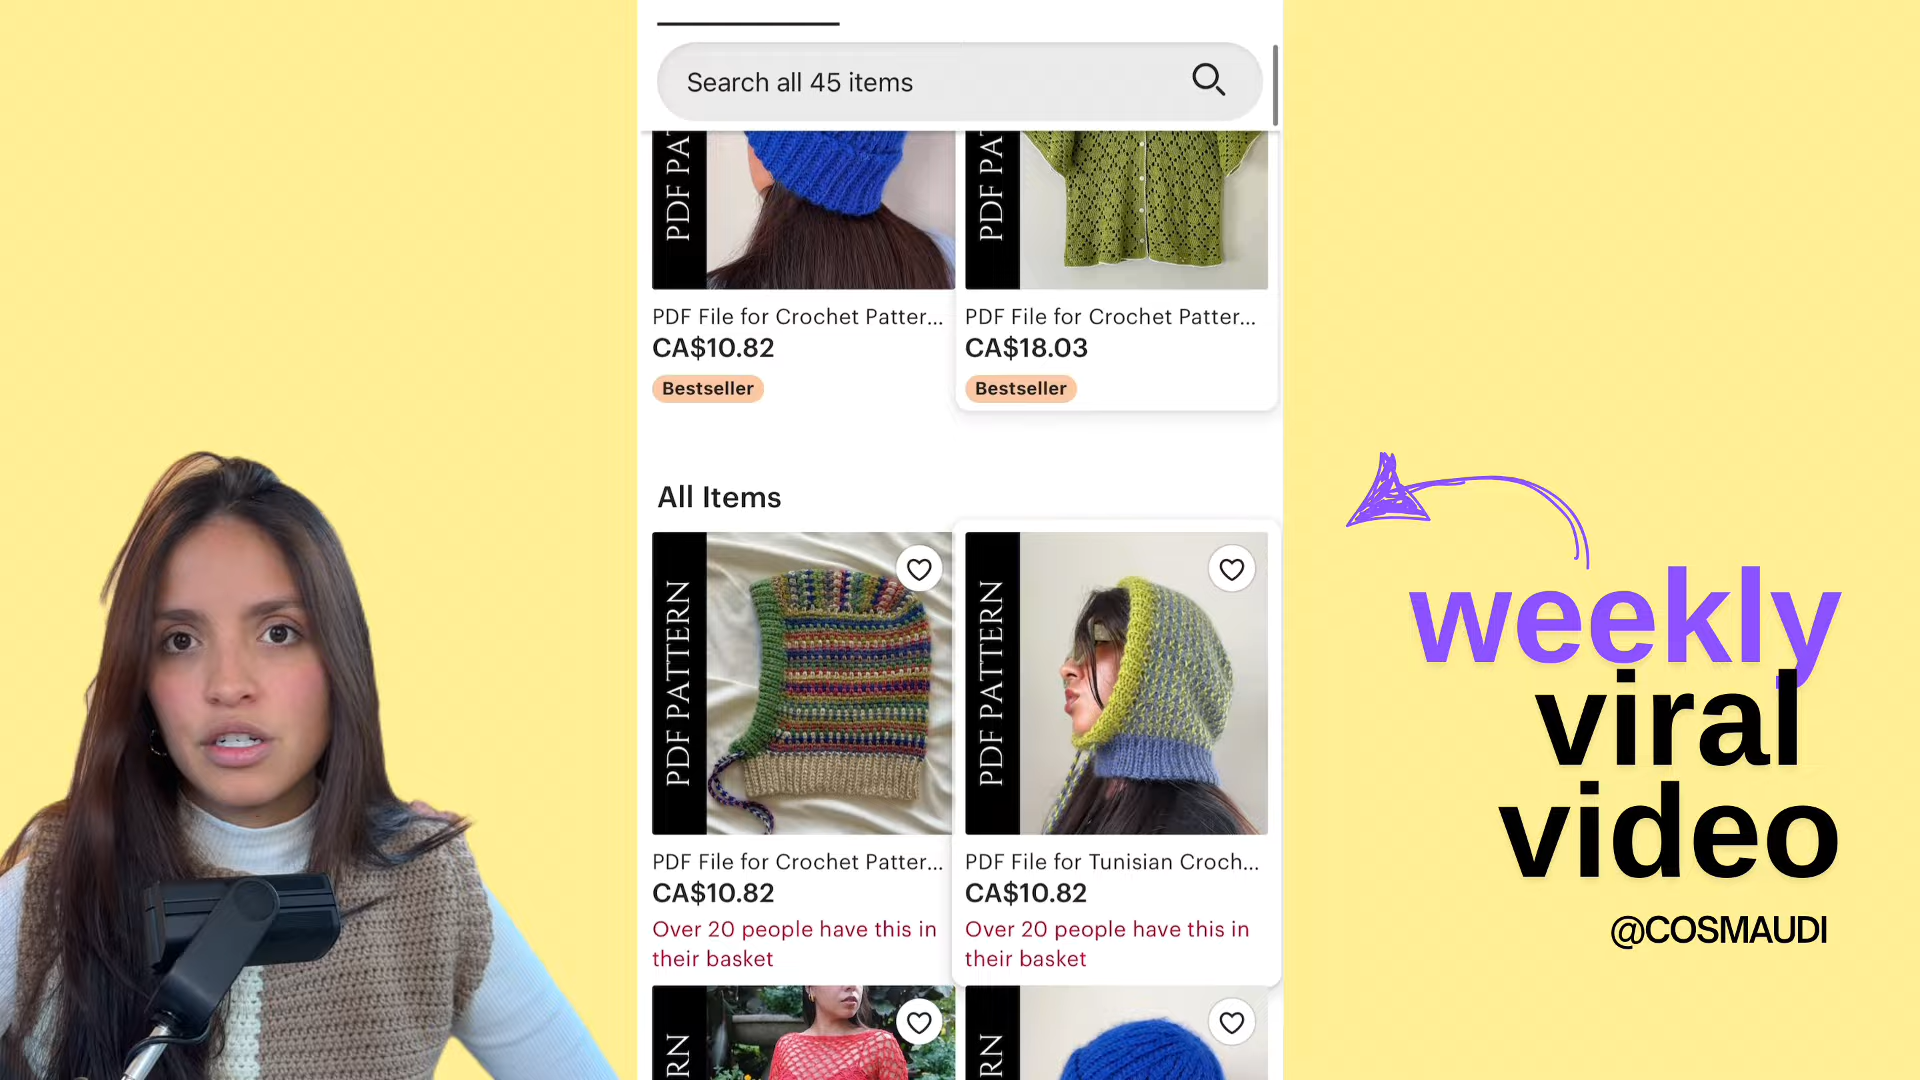 Search all 45 items
PDF PA
PDF PA
PDF File for Crochet Patter...
CA$10.82
Bestseller
PDF File for Crochet Patter...
CA$18.03
Bestseller
All Items
PDF PATTERN
PDF PATTERN
PDF File for Crochet Patter...
CA$10.82
Over 20 people have this in
their basket
PDF File for Tunisian Croch...
CA$10.82
Over 20 people have this in
their basket
RN
RN
weekly
viral
video
@COSMAUDI